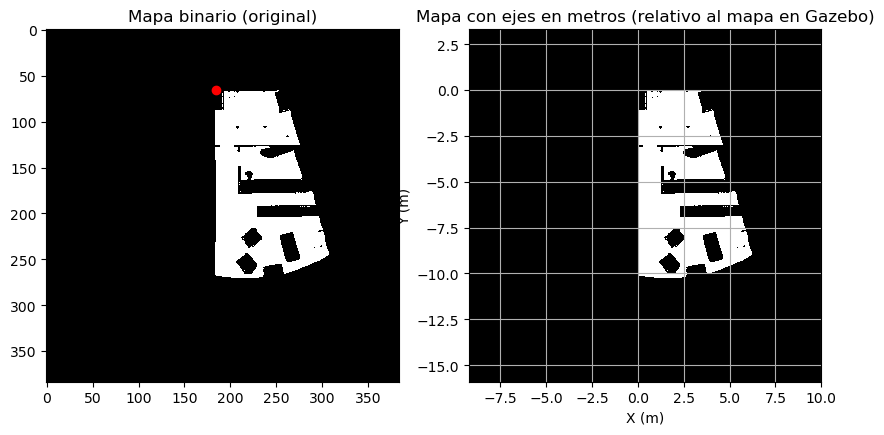 Mapa binario (original)
0
50
100
150
200
250
300
350
0 50 100 150 200 250 300 350
Mapa con ejes en metros (relativo al mapa en Gazebo)
Y (m)
2.5
0.0
−2.5
−5.0
−7.5
−10.0
−12.5
−15.0
−7.5 −5.0 −2.5 0.0 2.5 5.0 7.5 10.0
X (m)